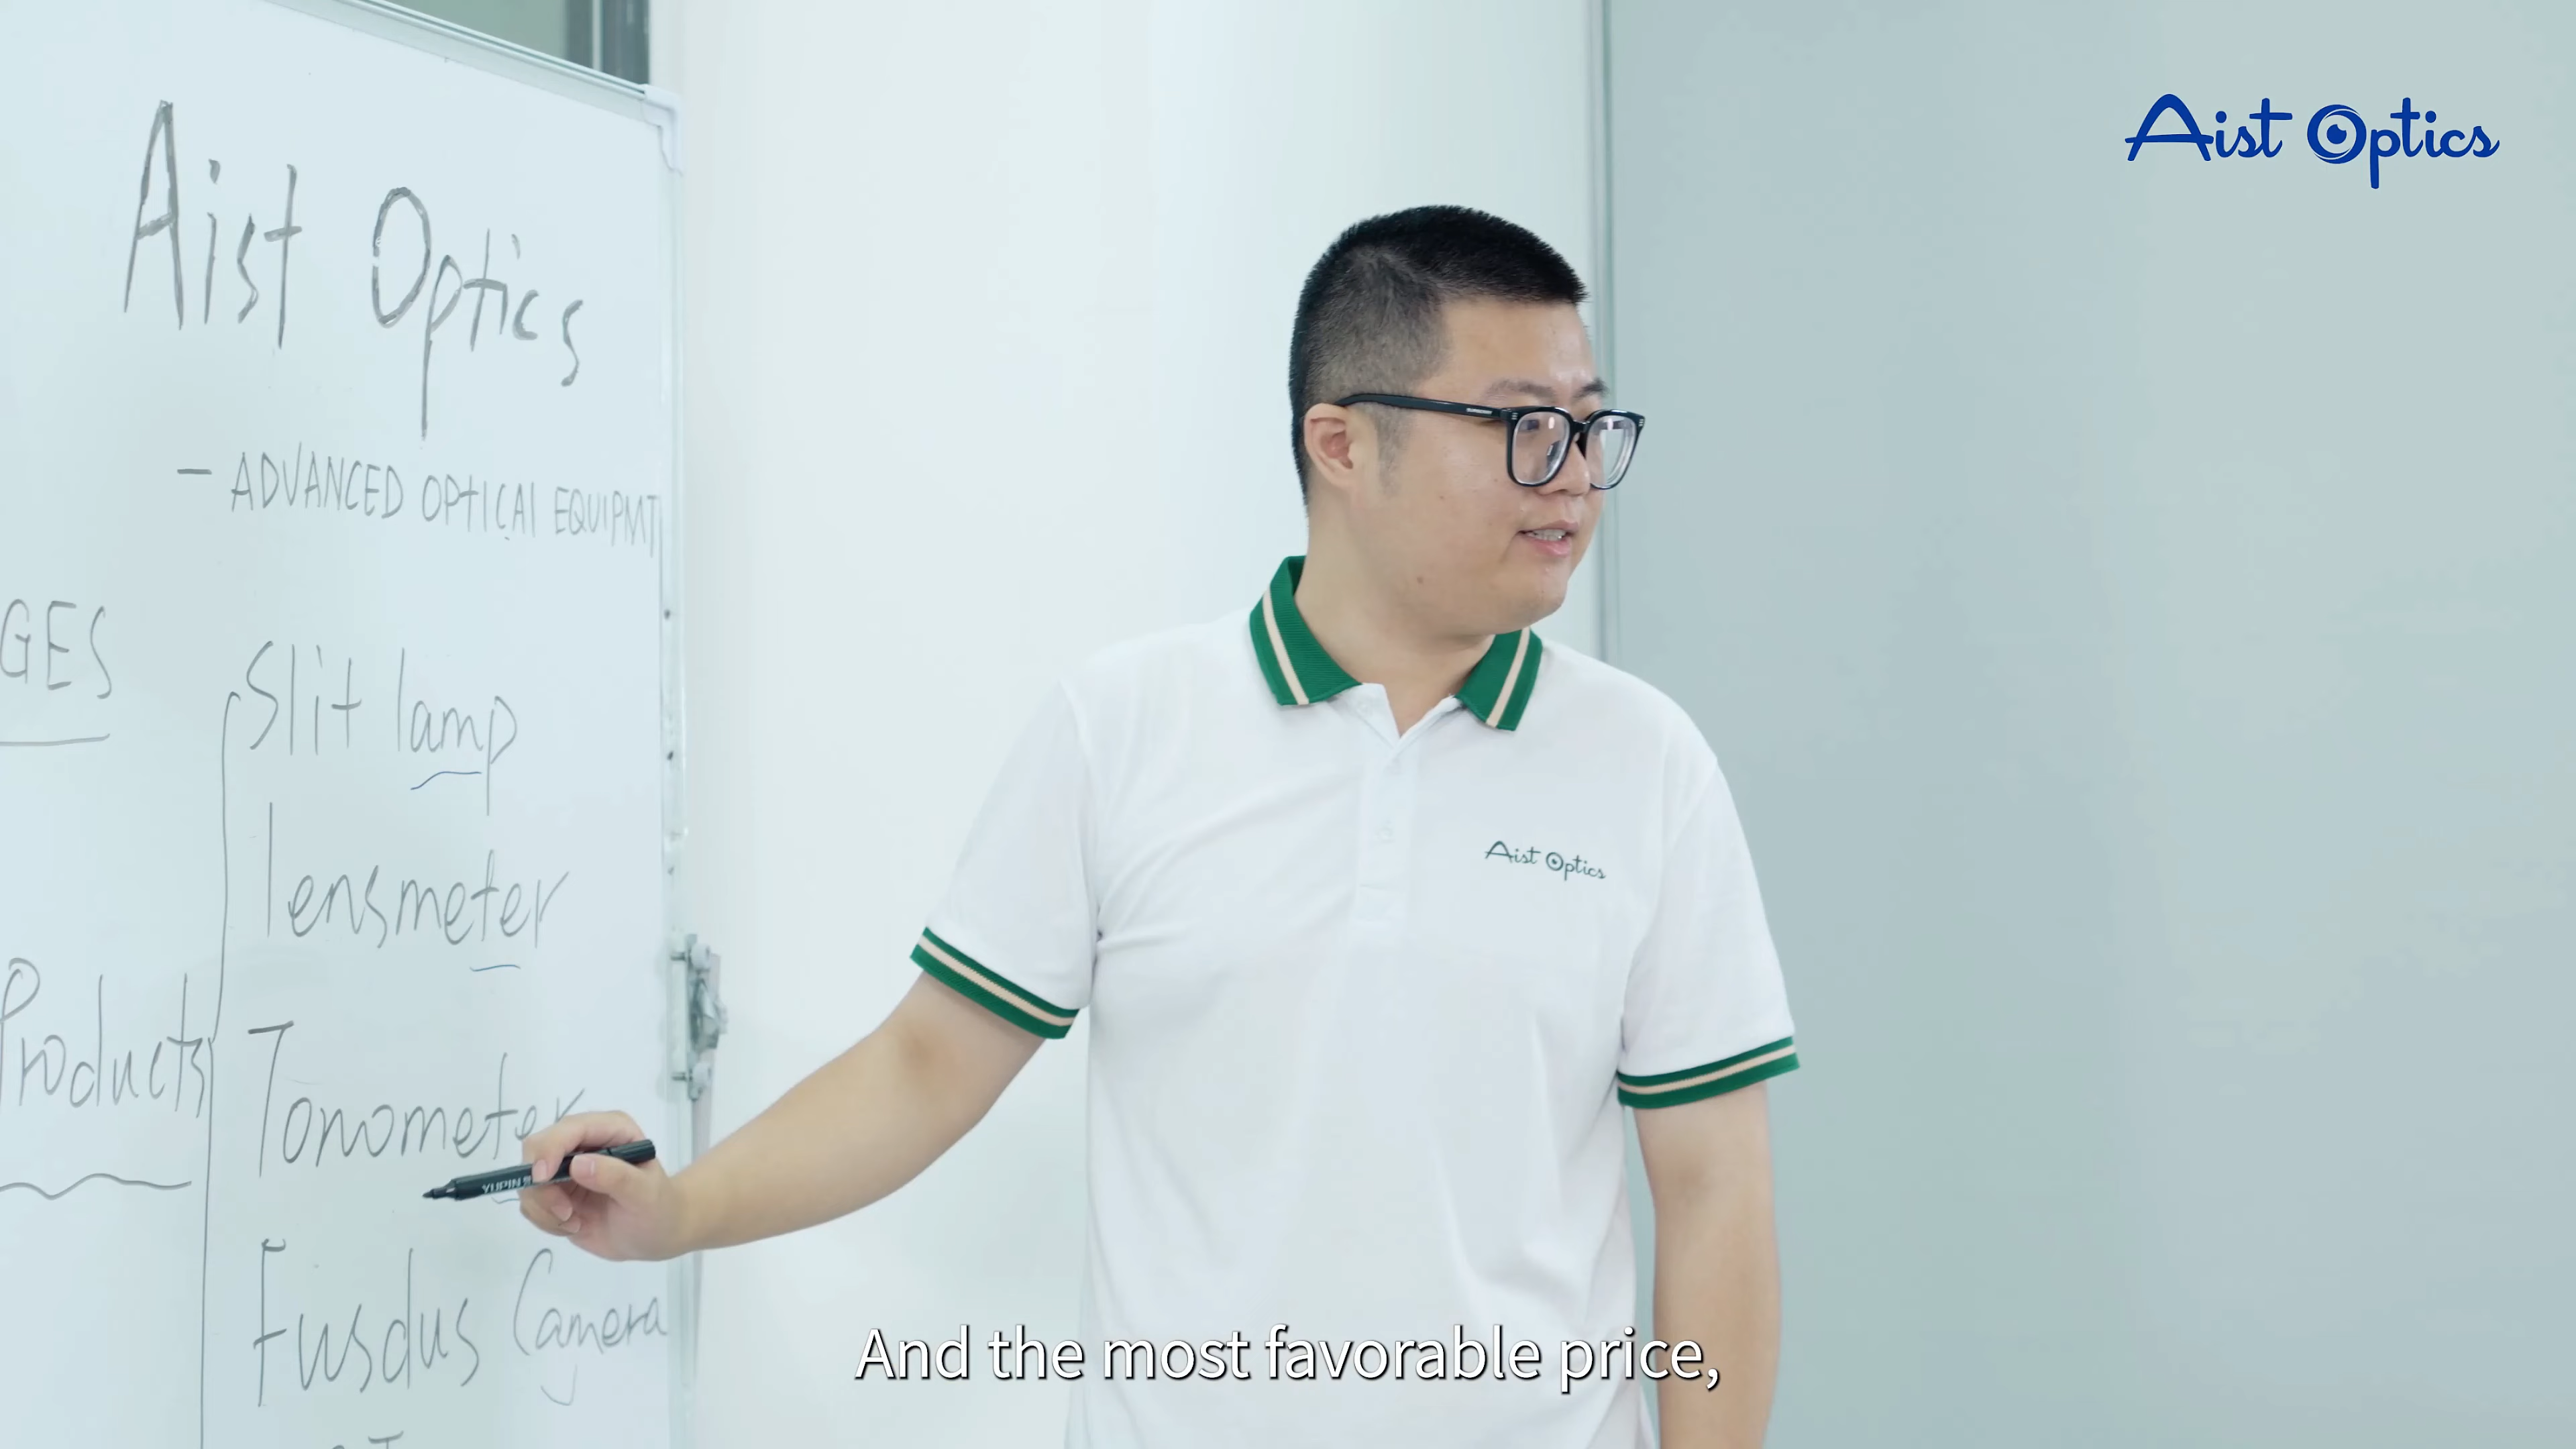 Aist Optics
Aist Optics
- ADVANCED OPTICAL EQUIPMT
GES
Slit lamp
lensmeter
Products
Tonometer
Fusdus Camera
Aist Optics
YUPIN
And the most favorable price,